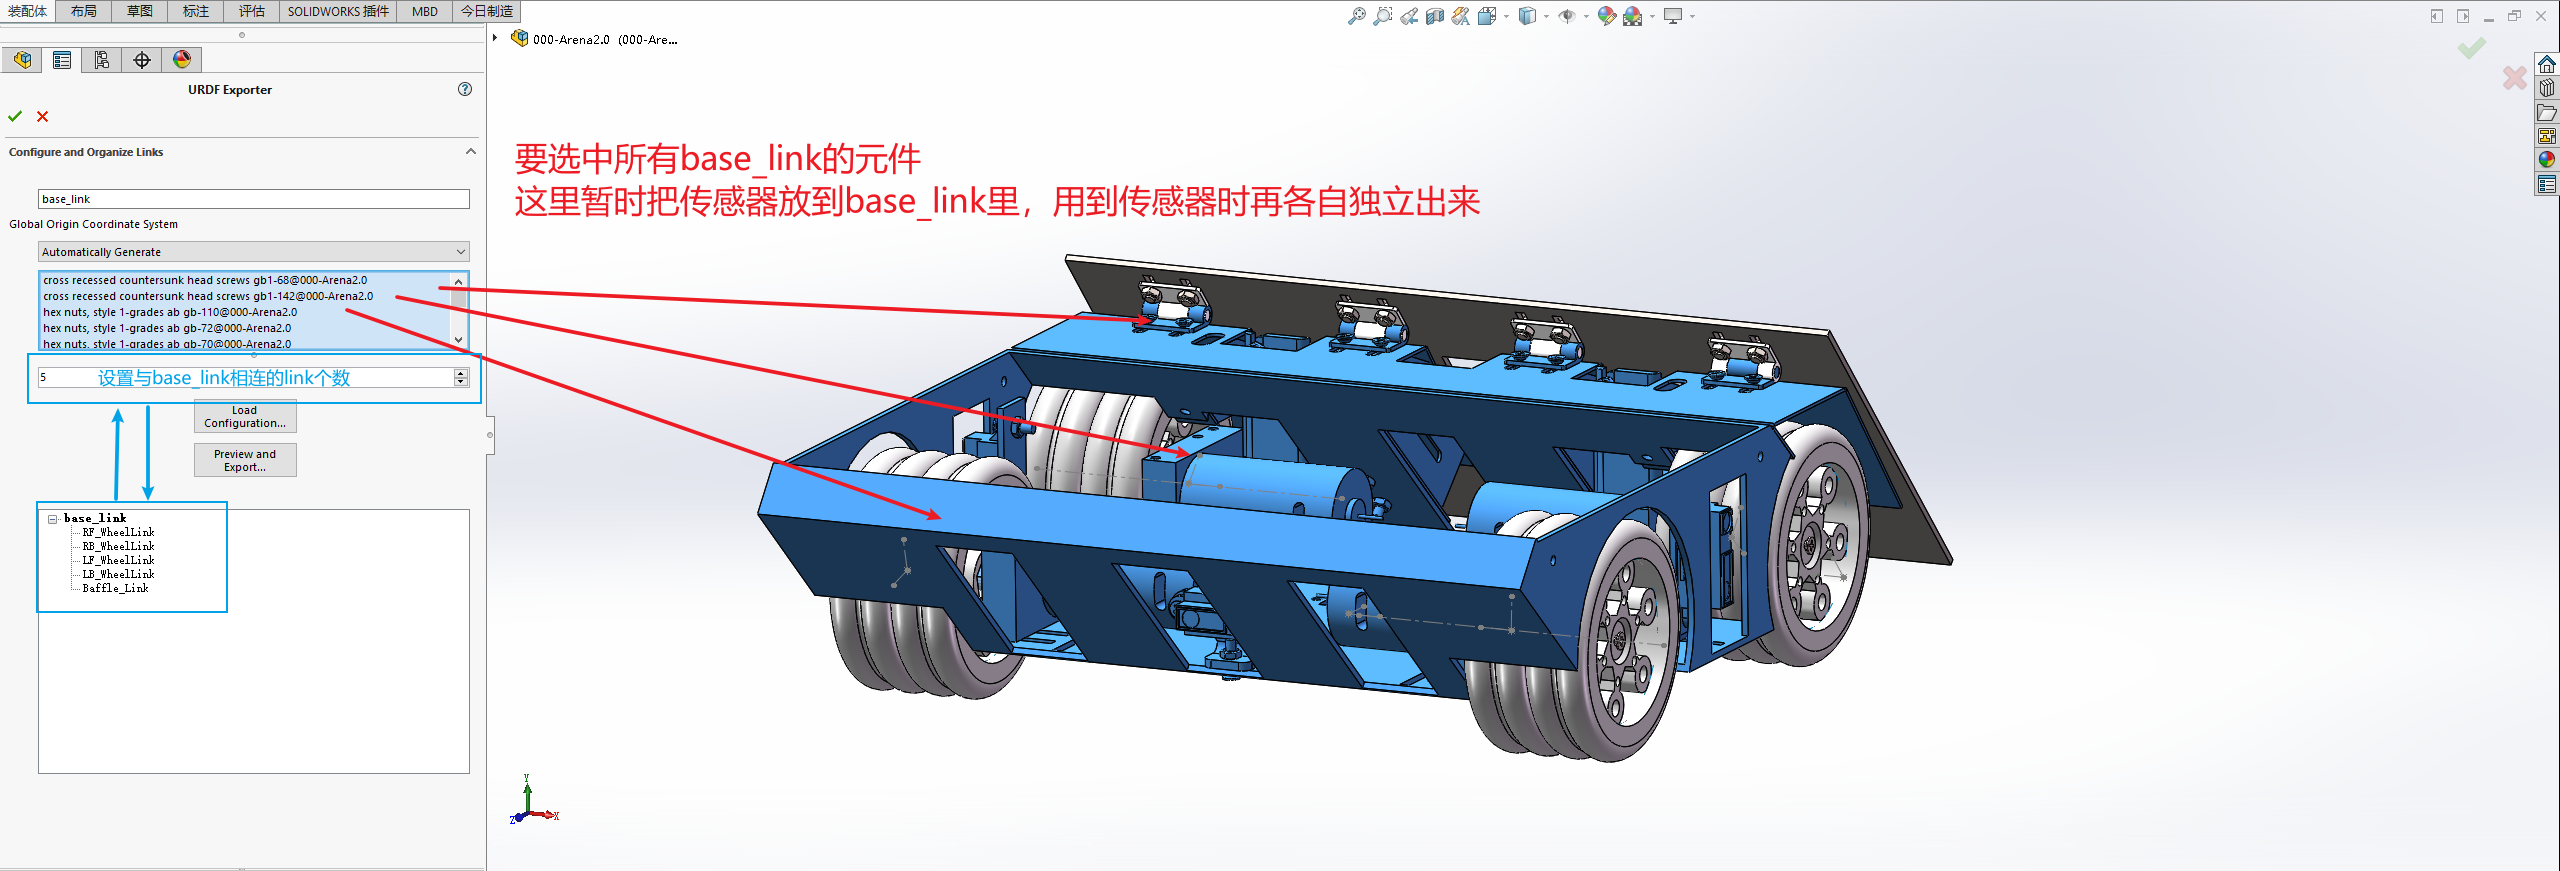 装配体 布局 草图 标注 评估 SOLIDWORKS 插件 MBD 今日制造
000-Arena2.0 (000-Are...
URDF Exporter
Configure and Organize Links
base_link
Global Origin Coordinate System
Automatically Generate
cross recessed countersunk head screws gb1-68@000-Arena2.0
cross recessed countersunk head screws gb1-142@000-Arena2.0
hex nuts, style 1-grades ab gb-110@000-Arena2.0
hex nuts, style 1-grades ab gb-72@000-Arena2.0
hex nuts, style 1-grades ab gb-70@000-Arena2.0
5 设置与base_link相连的link个数
Load
Configuration...
Preview and
Export...
base_link
RF_WheelLink
RB_WheelLink
LF_WheelLink
LB_WheelLink
Baffle_Link
要选中所有base_link的元件
这里暂时把传感器放到base_link里，用到传感器时再各自独立出来
Y
Z X